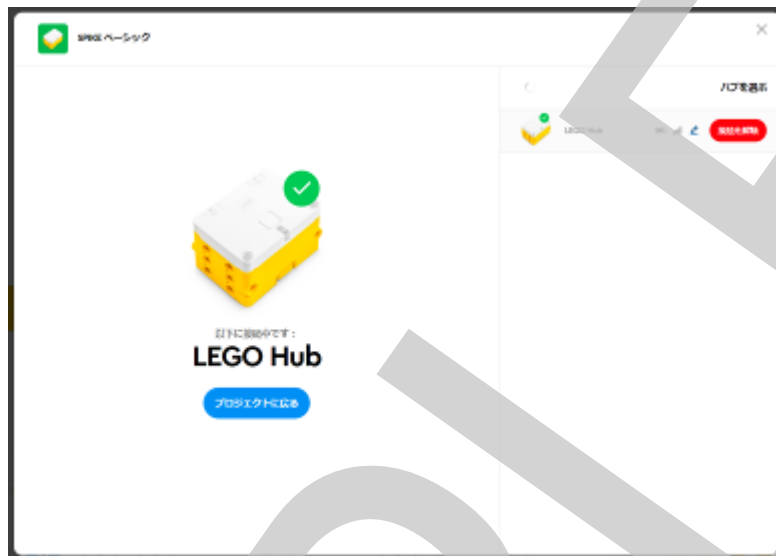 SPIKE ベーシック
ハブを選択
LEGO Hub
接続を解除
以下に接続中です：
LEGO Hub
プロジェクトに戻る